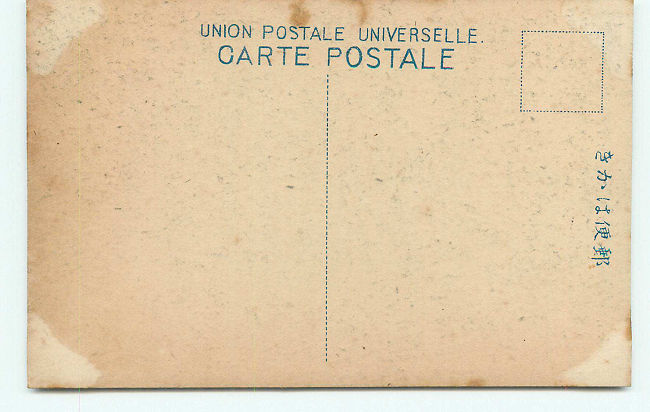 UNION POSTALE UNIVERSELLE.
CARTE POSTALE
郵便はかき